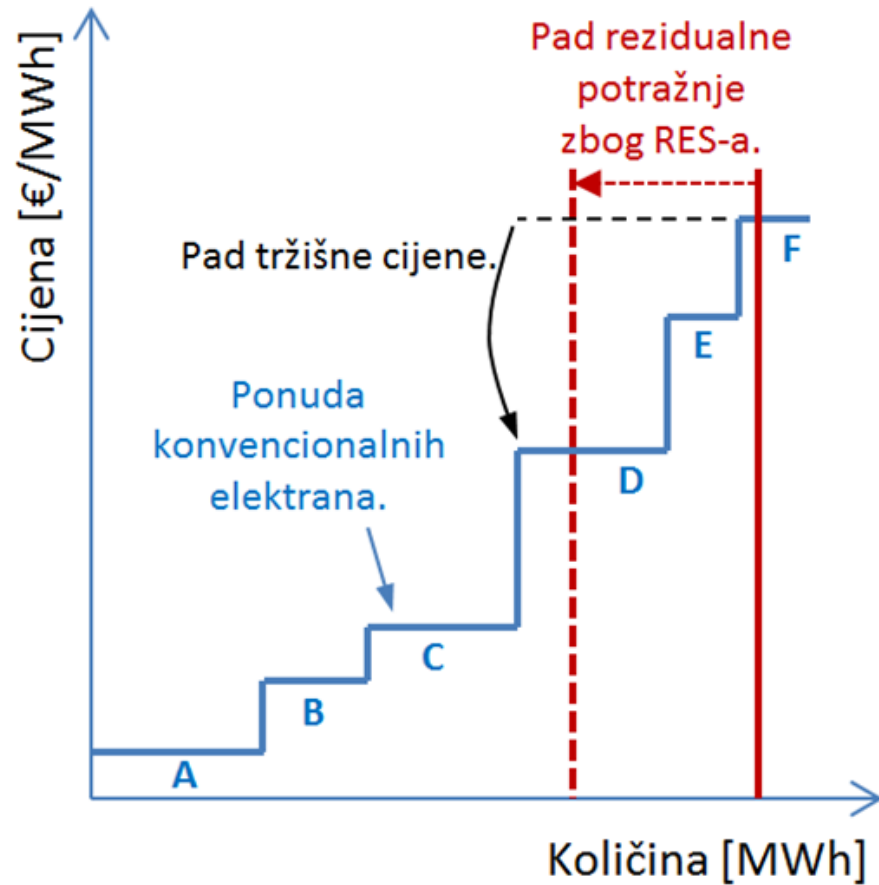 Cijena [€/MWh]
Pad rezidualne
potražnje
zbog RES-a.
Pad tržišne cijene.
F
E
Ponuda
konvencionalnih
elektrana.
D
C
B
A
Količina [MWh]